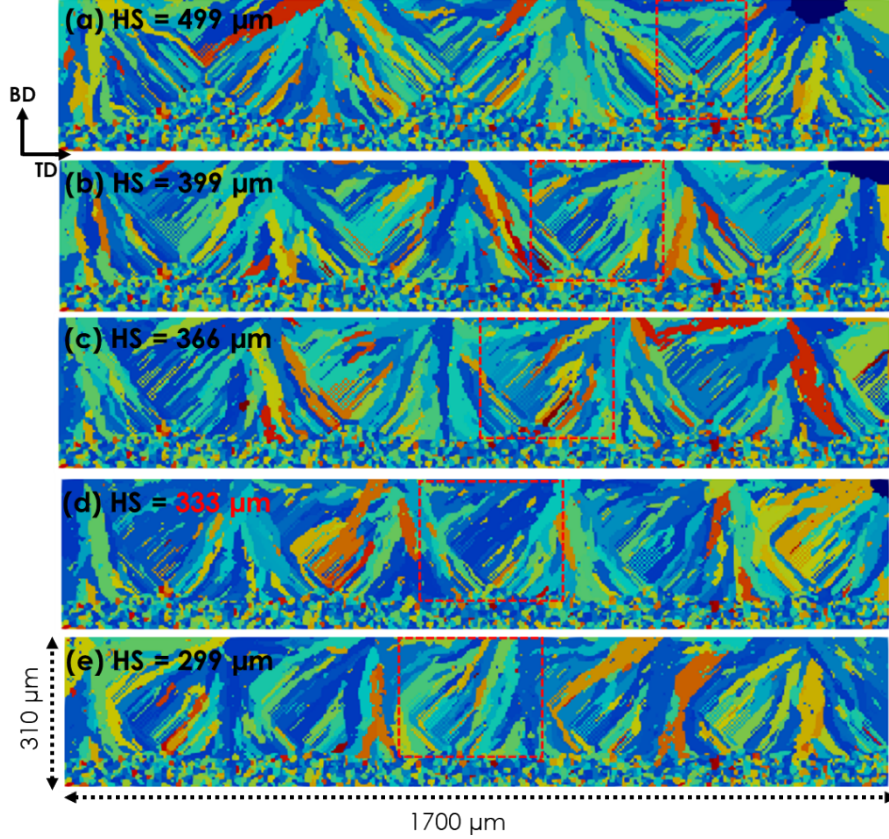 (a) HS = 499 μm
BD
TD
(b) HS = 399 μm
(c) HS = 366 μm
(d) HS = 333 μm
(e) HS = 299 μm
310 μm
1700 μm